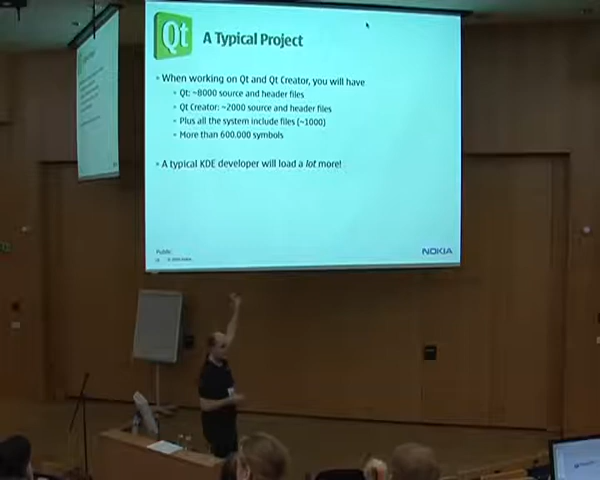 Qt
A Typical Project
When working on Qt and Qt Creator, you will have
Qt: ~8000 source and header files
Qt Creator: ~2000 source and header files
Plus all the system include files (~1000)
More than 600.000 symbols
A typical KDE developer will load a lot more!
Public
NOKIA